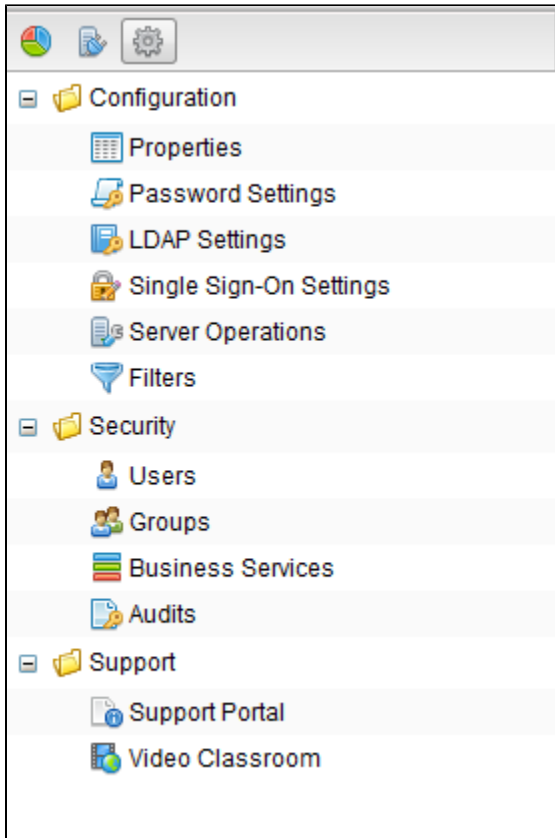 Configuration
Properties
Password Settings
LDAP Settings
Single Sign-On Settings
Server Operations
Filters
Security
Users
Groups
Business Services
Audits
Support
Support Portal
Video Classroom